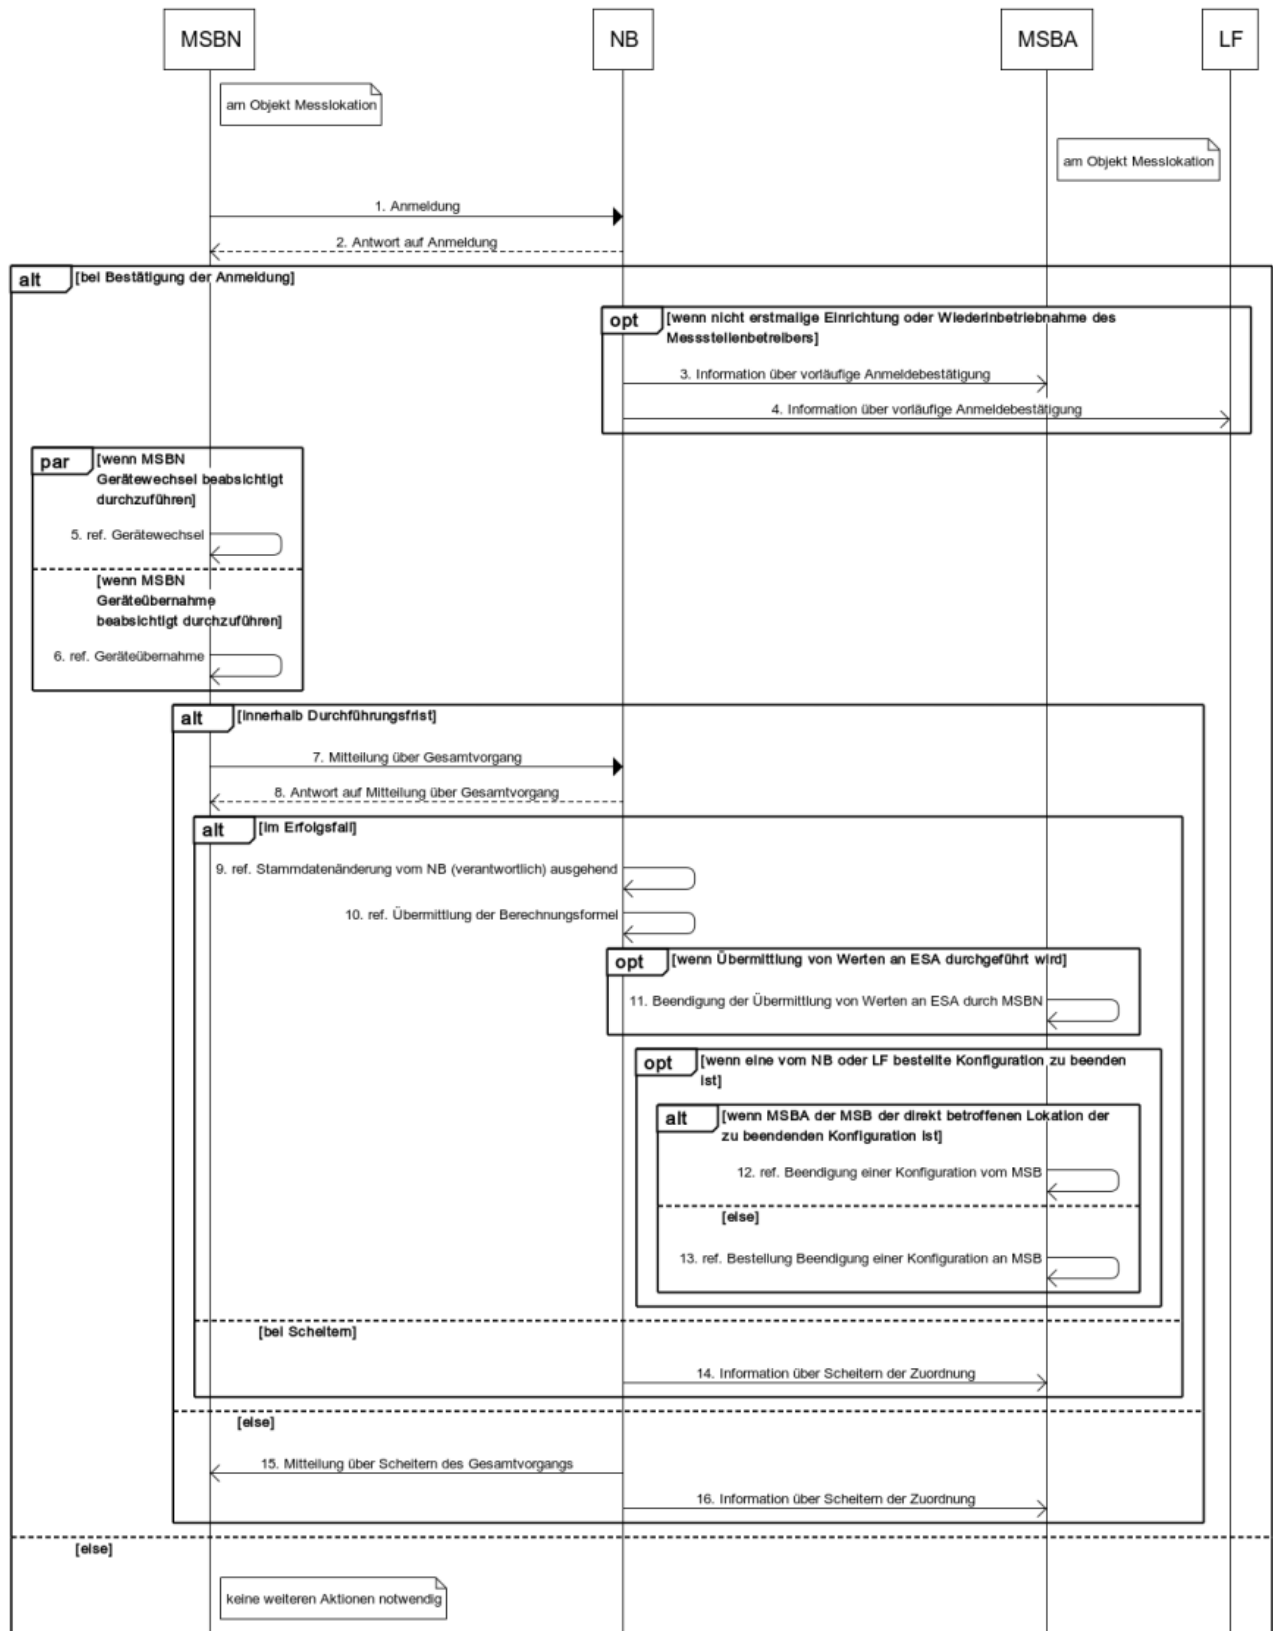 MSBN
NB
MSBA
LF
am Objekt Messlokation
am Objekt Messlokation
1. Anmeldung
2. Antwort auf Anmeldung
alt
[bei Bestätigung der Anmeldung]
opt
[wenn nicht erstmalige Einrichtung oder Wiederinbetriebnahme des
Messstellenbetreibers]
3. Information über vorläufige Anmeldebestätigung
4. Information über vorläufige Anmeldebestätigung
par
[wenn MSBN
Gerätewechsel beabsichtigt
durchzuführen]
5. ref. Gerätewechsel
[wenn MSBN
Geräteübernahme
beabsichtigt durchzuführen]
6. ref. Geräteübernahme
alt
[innerhalb Durchführungsfrist]
7. Mitteilung über Gesamtvorgang
8. Antwort auf Mitteilung über Gesamtvorgang
alt
[im Erfolgsfall]
9. ref. Stammdatenänderung vom NB (verantwortlich) ausgehend
10. ref. Übermittlung der Berechnungsformel
opt
[wenn Übermittlung von Werten an ESA durchgeführt wird]
11. Beendigung der Übermittlung von Werten an ESA durch MSBN
opt
[wenn eine vom NB oder LF bestellte Konfiguration zu beenden
ist]
alt
[wenn MSBA der MSB der direkt betroffenen Lokation der
zu beendenden Konfiguration ist]
12. ref. Beendigung einer Konfiguration vom MSB
[else]
13. ref. Bestellung Beendigung einer Konfiguration an MSB
[bei Scheitern]
14. Information über Scheitern der Zuordnung
[else]
15. Mitteilung über Scheitern des Gesamtvorgangs
16. Information über Scheitern der Zuordnung
[else]
keine weiteren Aktionen notwendig